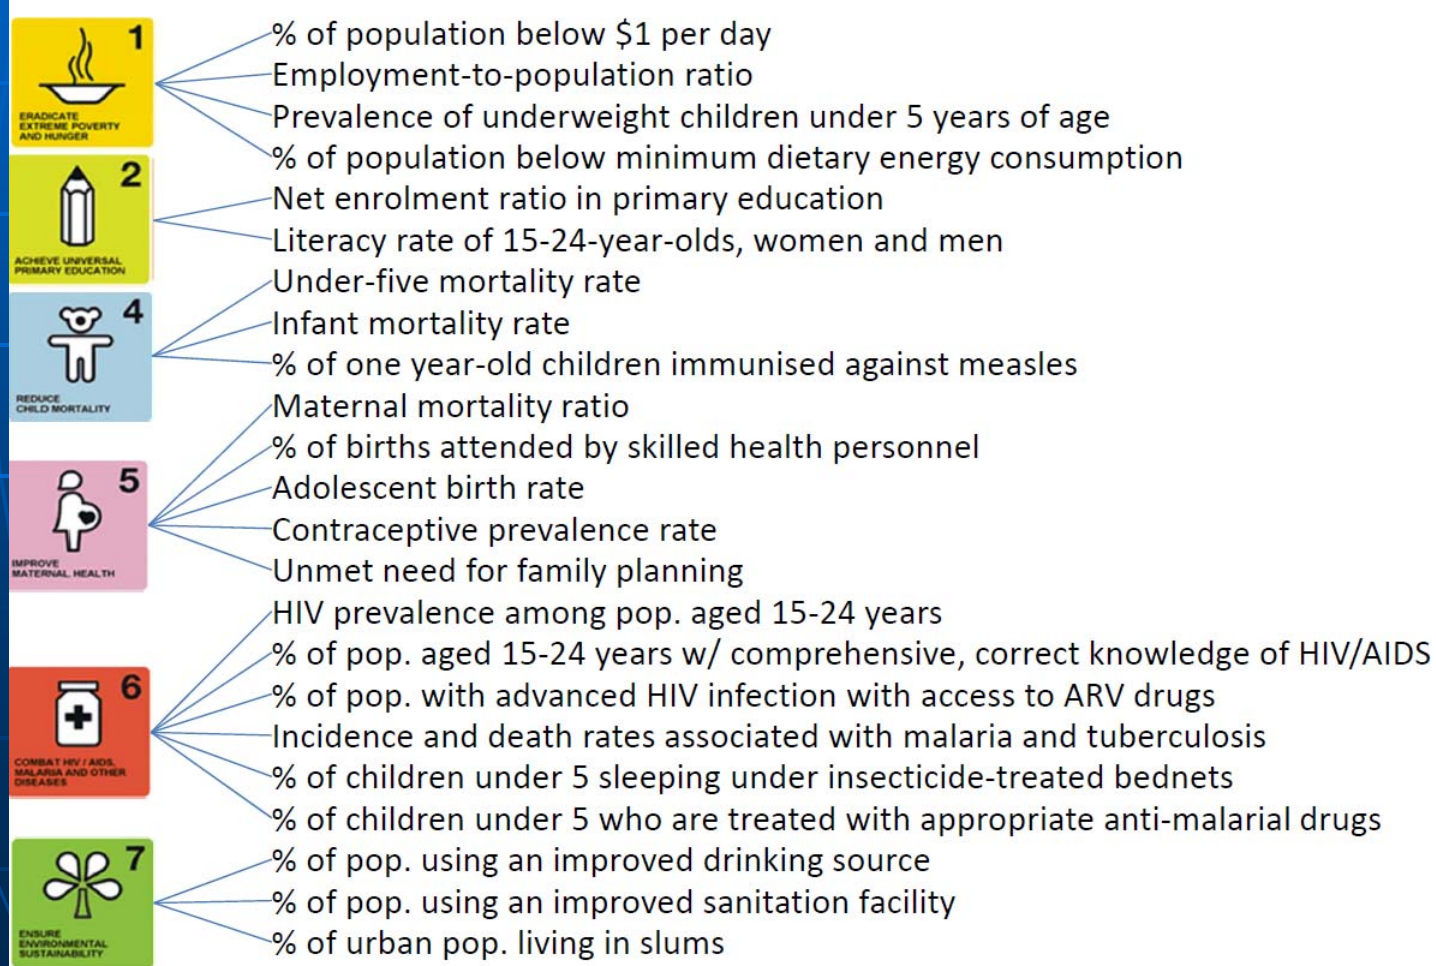 1
ERADICATE
EXTREME POVERTY
AND HUNGER
% of population below $1 per day
Employment-to-population ratio
Prevalence of underweight children under 5 years of age
% of population below minimum dietary energy consumption
2
ACHIEVE UNIVERSAL
PRIMARY EDUCATION
Net enrolment ratio in primary education
Literacy rate of 15-24-year-olds, women and men
4
REDUCE
CHILD MORTALITY
Under-five mortality rate
Infant mortality rate
% of one year-old children immunised against measles
5
IMPROVE
MATERNAL HEALTH
Maternal mortality ratio
% of births attended by skilled health personnel
Adolescent birth rate
Contraceptive prevalence rate
Unmet need for family planning
6
COMBAT HIV / AIDS,
MALARIA AND OTHER
DISEASES
HIV prevalence among pop. aged 15-24 years
% of pop. aged 15-24 years w/ comprehensive, correct knowledge of HIV/AIDS
% of pop. with advanced HIV infection with access to ARV drugs
Incidence and death rates associated with malaria and tuberculosis
% of children under 5 sleeping under insecticide-treated bednets
% of children under 5 who are treated with appropriate anti-malarial drugs
7
ENSURE
ENVIRONMENTAL
SUSTAINABILITY
% of pop. using an improved drinking source
% of pop. using an improved sanitation facility
% of urban pop. living in slums